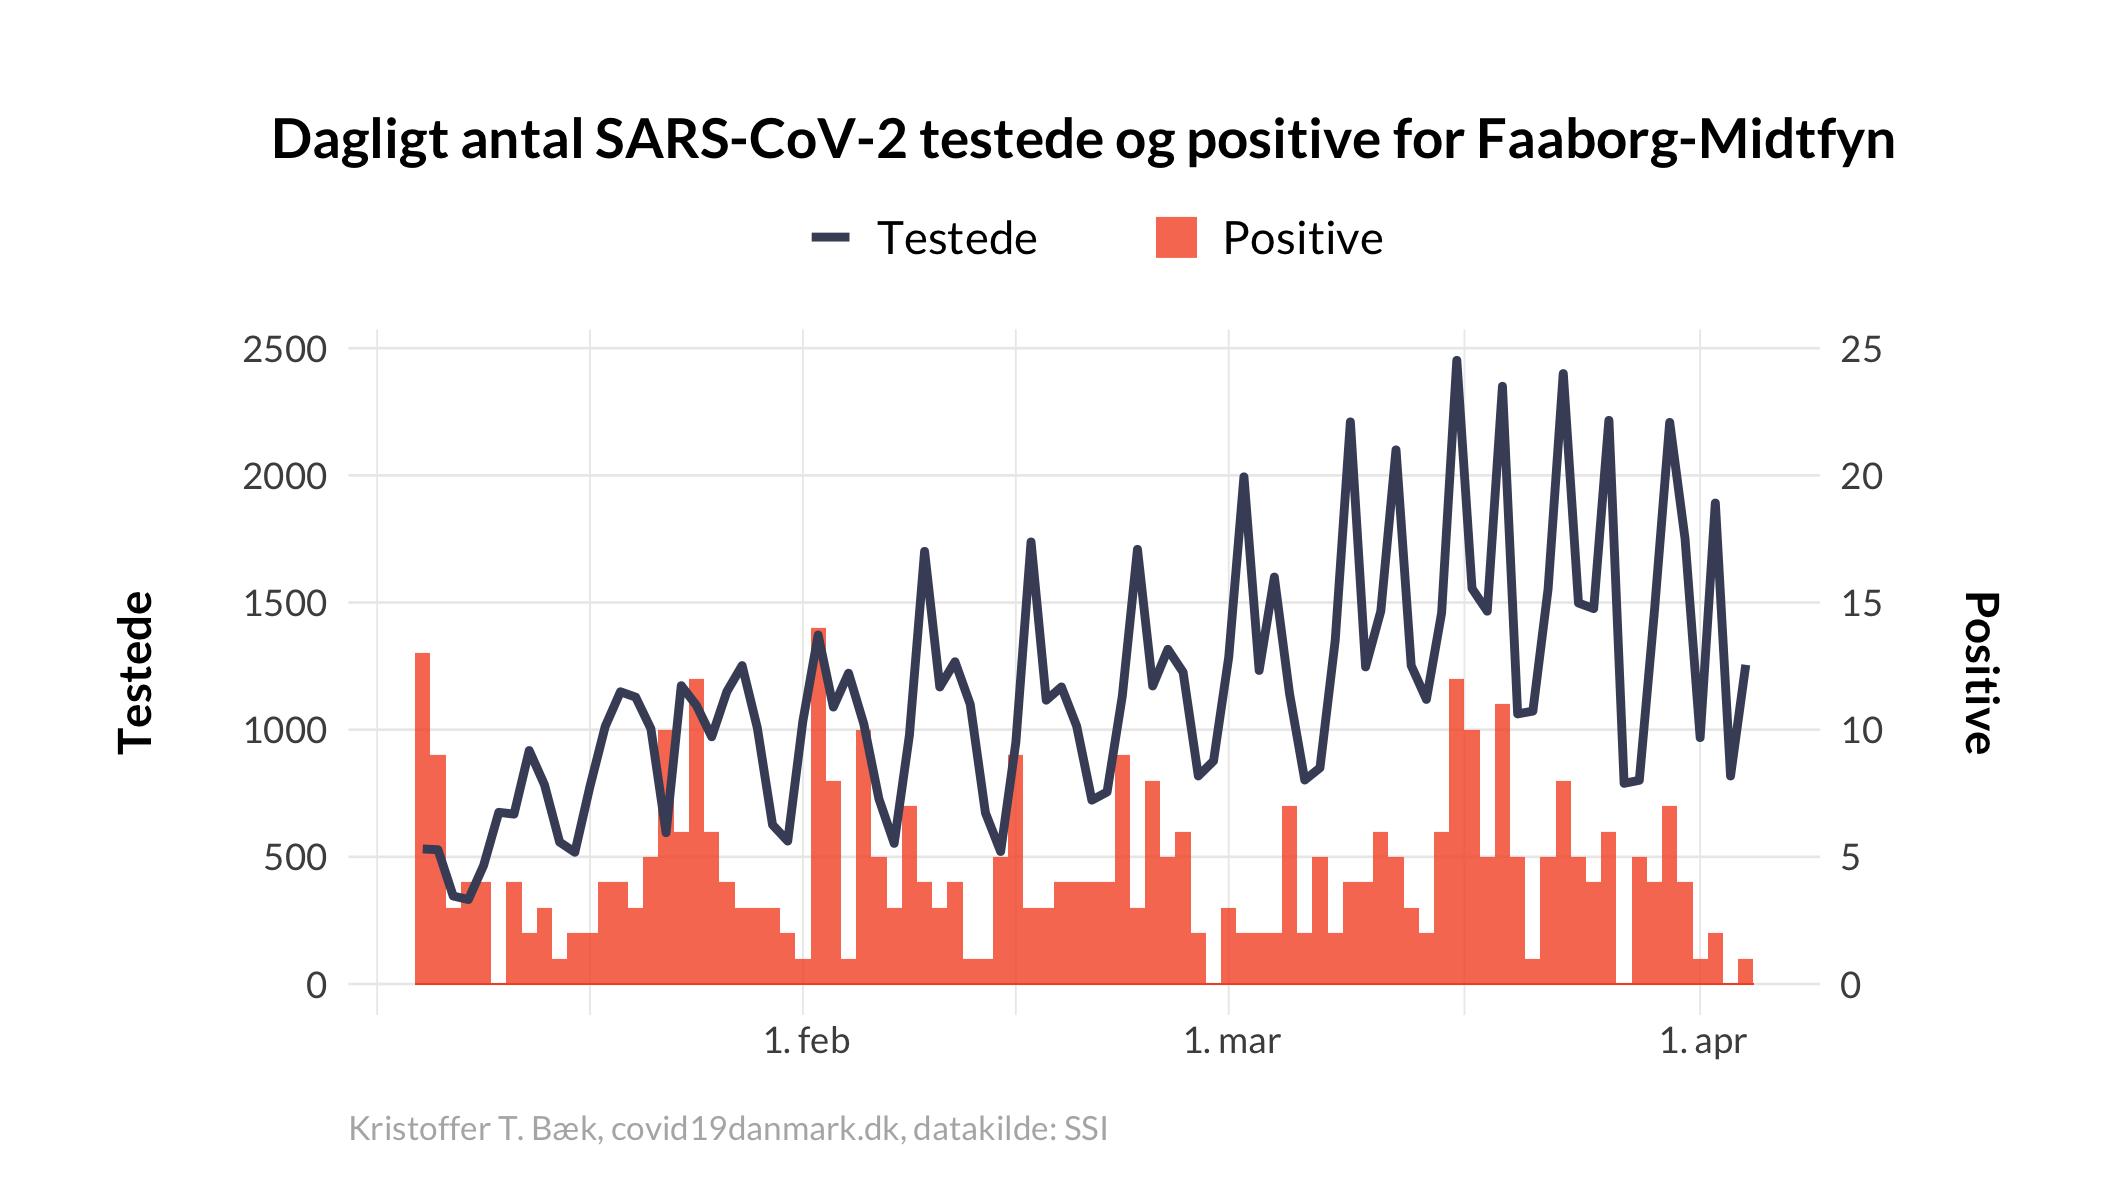 Dagligt antal SARS-CoV-2 testede og positive for Faaborg-Midtfyn
Testede
Positive
2500
2000
1500
1000
500
0
Testede
25
20
15
10
5
0
Positive
1. feb
1. mar
1. apr
Kristoffer T. Bæk, covid19danmark.dk, datakilde: SSI